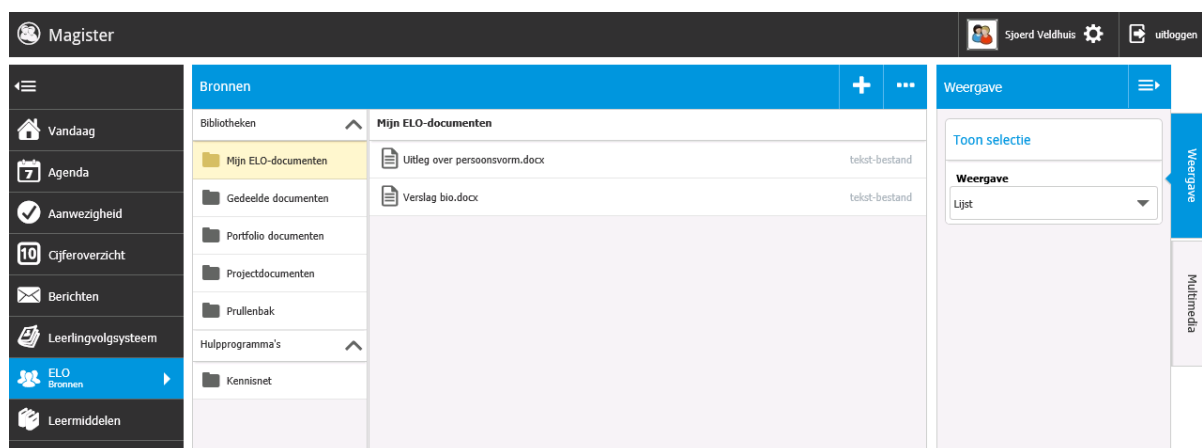 Magister
Sjoerd Veldhuis
uitloggen
Vandaag
7 Agenda
Aanwezigheid
10 Cijferoverzicht
Berichten
Leerlingvolgsysteem
ELO
Bronnen
Leermiddelen
Bronnen
Bibliotheken
Mijn ELO-documenten
Gedeelde documenten
Portfolio documenten
Projectdocumenten
Prullenbak
Hulpprogramma's
Kennisnet
Mijn ELO-documenten
Uitleg over persoonsvorm.docx tekst-bestand
Verslag bio.docx tekst-bestand
Weergave
Toon selectie
Weergave
Lijst
Weergave
Multimedia